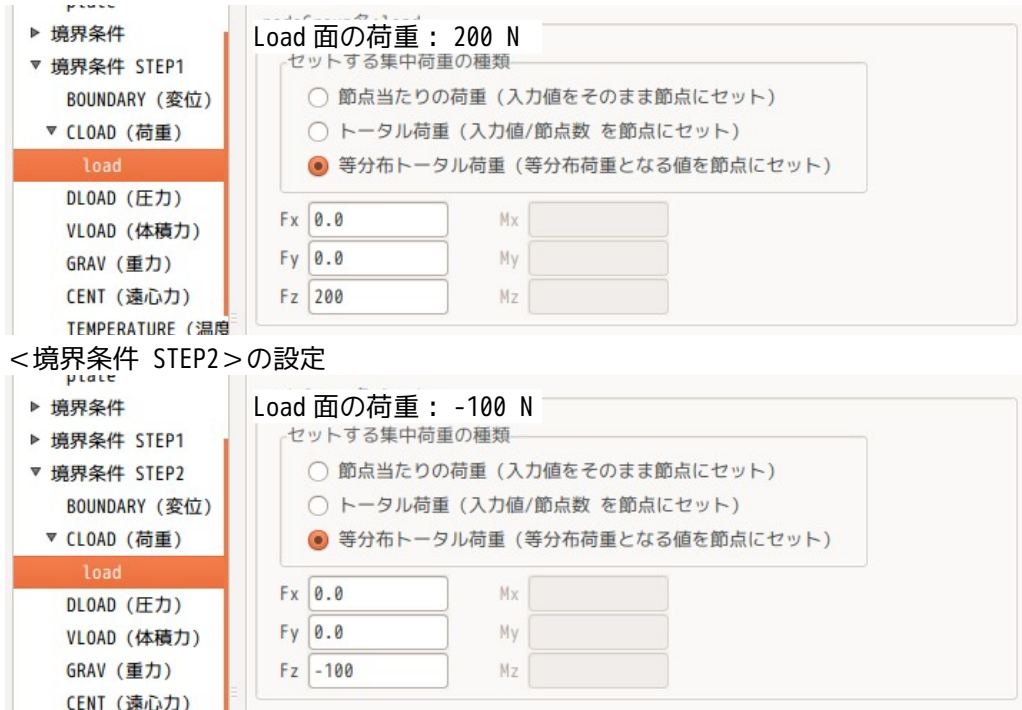 plate
▶ 境界条件
▼ 境界条件 STEP1
BOUNDARY (変位)
▼ CLOAD (荷重)
load
DLOAD (圧力)
VLOAD (体積力)
GRAV (重力)
CENT (遠心力)
TEMPERATURE (温度
Load 面の荷重： 200 N
セットする集中荷重の種類
節点当たりの荷重 (入力値をそのまま節点にセット)
トータル荷重 (入力値/節点数 を節点にセット)
等分布トータル荷重 (等分布荷重となる値を節点にセット)
Fx 0.0 Mx
Fy 0.0 My
Fz 200 Mz
＜境界条件 STEP2＞の設定
plate
▶ 境界条件
▶ 境界条件 STEP1
▼ 境界条件 STEP2
BOUNDARY (変位)
▼ CLOAD (荷重)
load
DLOAD (圧力)
VLOAD (体積力)
GRAV (重力)
CENT (遠心力)
Load 面の荷重： -100 N
セットする集中荷重の種類
節点当たりの荷重 (入力値をそのまま節点にセット)
トータル荷重 (入力値/節点数 を節点にセット)
等分布トータル荷重 (等分布荷重となる値を節点にセット)
Fx 0.0 Mx
Fy 0.0 My
Fz -100 Mz